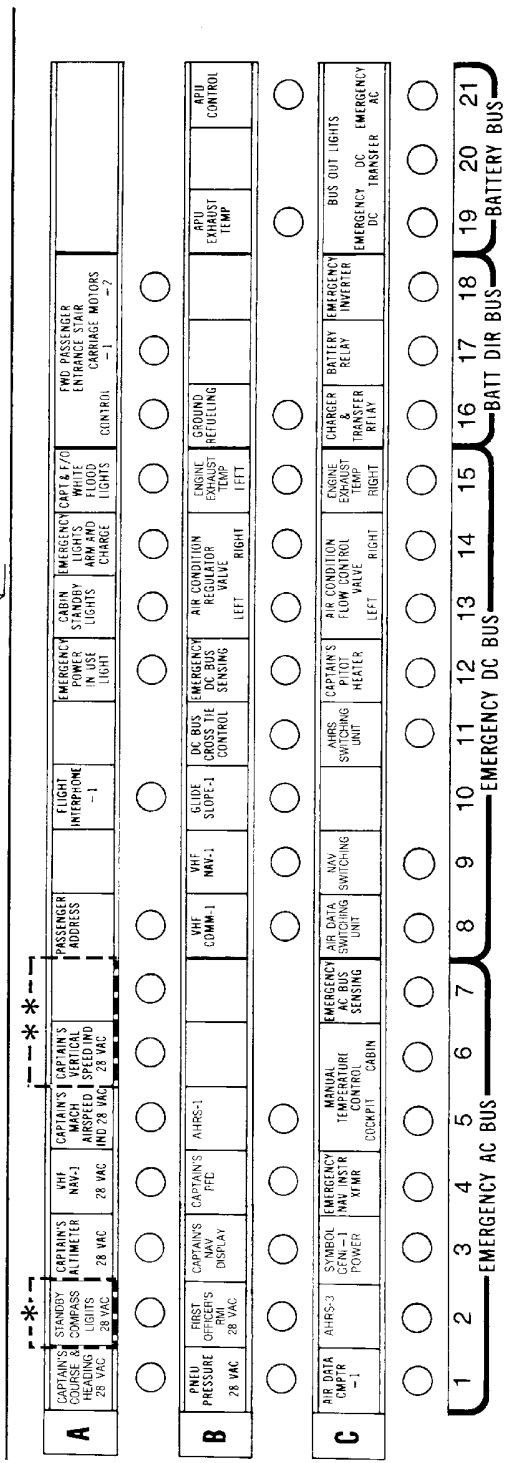 A
CAPTAIN'S
COURSE &
HEADING
28 VAC
*
STANDBY
COMPASS
LIGHTS
28 VAC
CAPTAIN'S
ALTIMETER
28 VAC
VHF
NAV-1
28 VAC
CAPTAIN'S
MACH
AIRSPEED
IND 28 VAC
**
CAPTAIN'S
VERTICAL
SPEED IND
28 VAC
PASSENGER
ADDRESS
FLIGHT
INTERPHONE
-1
EMERGENCY
POWER
IN USE
LIGHT
CABIN
STANDBY
LIGHTS
EMERGENCY
LIGHTS
ARM AND
CHARGE
CAPT & F/O
WHITE
FLOOD
LIGHTS
FWD PASSENGER
ENTRANCE STAIR
CARRIAGE MOTORS
CONTROL -1 -2
B
PNEU
PRESSURE
28 VAC
FIRST
OFFICER'S
RMI
28 VAC
CAPTAIN'S
NAV
DISPLAY
CAPTAIN'S
PFD
AHRS-1
VHF
COMM-1
VHF
NAV-1
GLIDE
SLOPE-1
DC BUS
CROSS TIE
CONTROL
EMERGENCY
DC BUS
SENSING
AIR CONDITION
REGULATOR
VALVE
LEFT RIGHT
ENGINE
EXHAUST
TEMP
LEFT
GROUND
REFUELING
APU
EXHAUST
TEMP
APU
CONTROL
C
AIR DATA
CMPTR
-1
AHRS-3
SYMBOL
GEN-1
POWER
EMERGENCY
NAV INSTR
XFMR
MANUAL
TEMPERATURE
CONTROL
COCKPIT CABIN
EMERGENCY
AC BUS
SENSING
AIR DATA
SWITCHING
UNIT
NAV
SWITCHING
AHRS
SWITCHING
UNIT
CAPTAIN'S
PITOT
HEATER
AIR CONDITION
FLOW CONTROL
VALVE
LEFT RIGHT
ENGINE
EXHAUST
TEMP
RIGHT
CHARGER
&
TRANSFER
RELAY
BATTERY
RELAY
EMERGENCY
INVERTER
BUS OUT LIGHTS
EMERGENCY DC EMERGENCY
DC TRANSFER AC
1 2 3 4 5 6 7 8 9 10 11 12 13 14 15 16 17 18 19 20 21
EMERGENCY AC BUS EMERGENCY DC BUS BATT DIR BUS BATTERY BUS